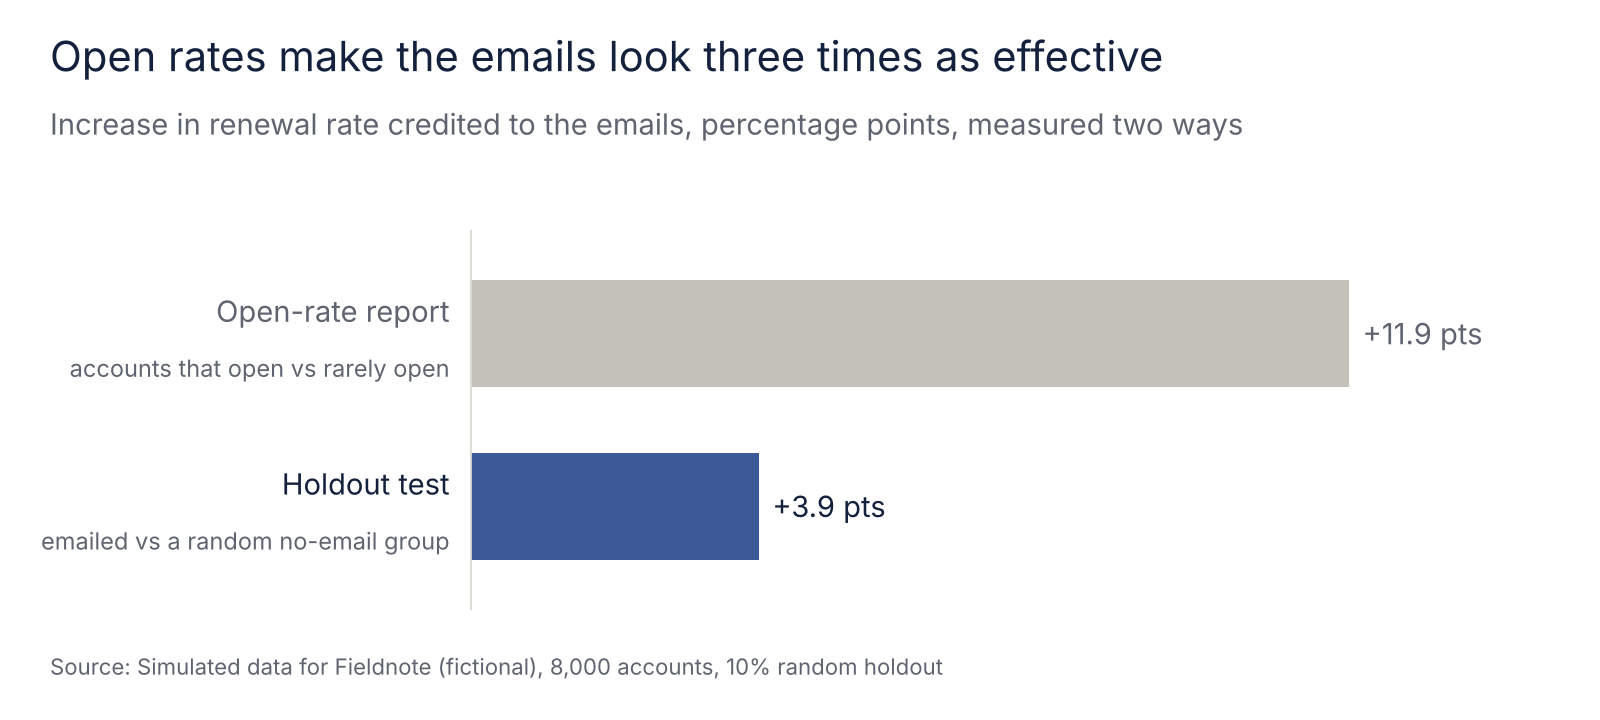 Open rates make the emails look three times as effective
Increase in renewal rate credited to the emails, percentage points, measured two ways
Open-rate report
accounts that open vs rarely open
+11.9 pts
Holdout test
emailed vs a random no-email group
+3.9 pts
Source: Simulated data for Fieldnote (fictional), 8,000 accounts, 10% random holdout